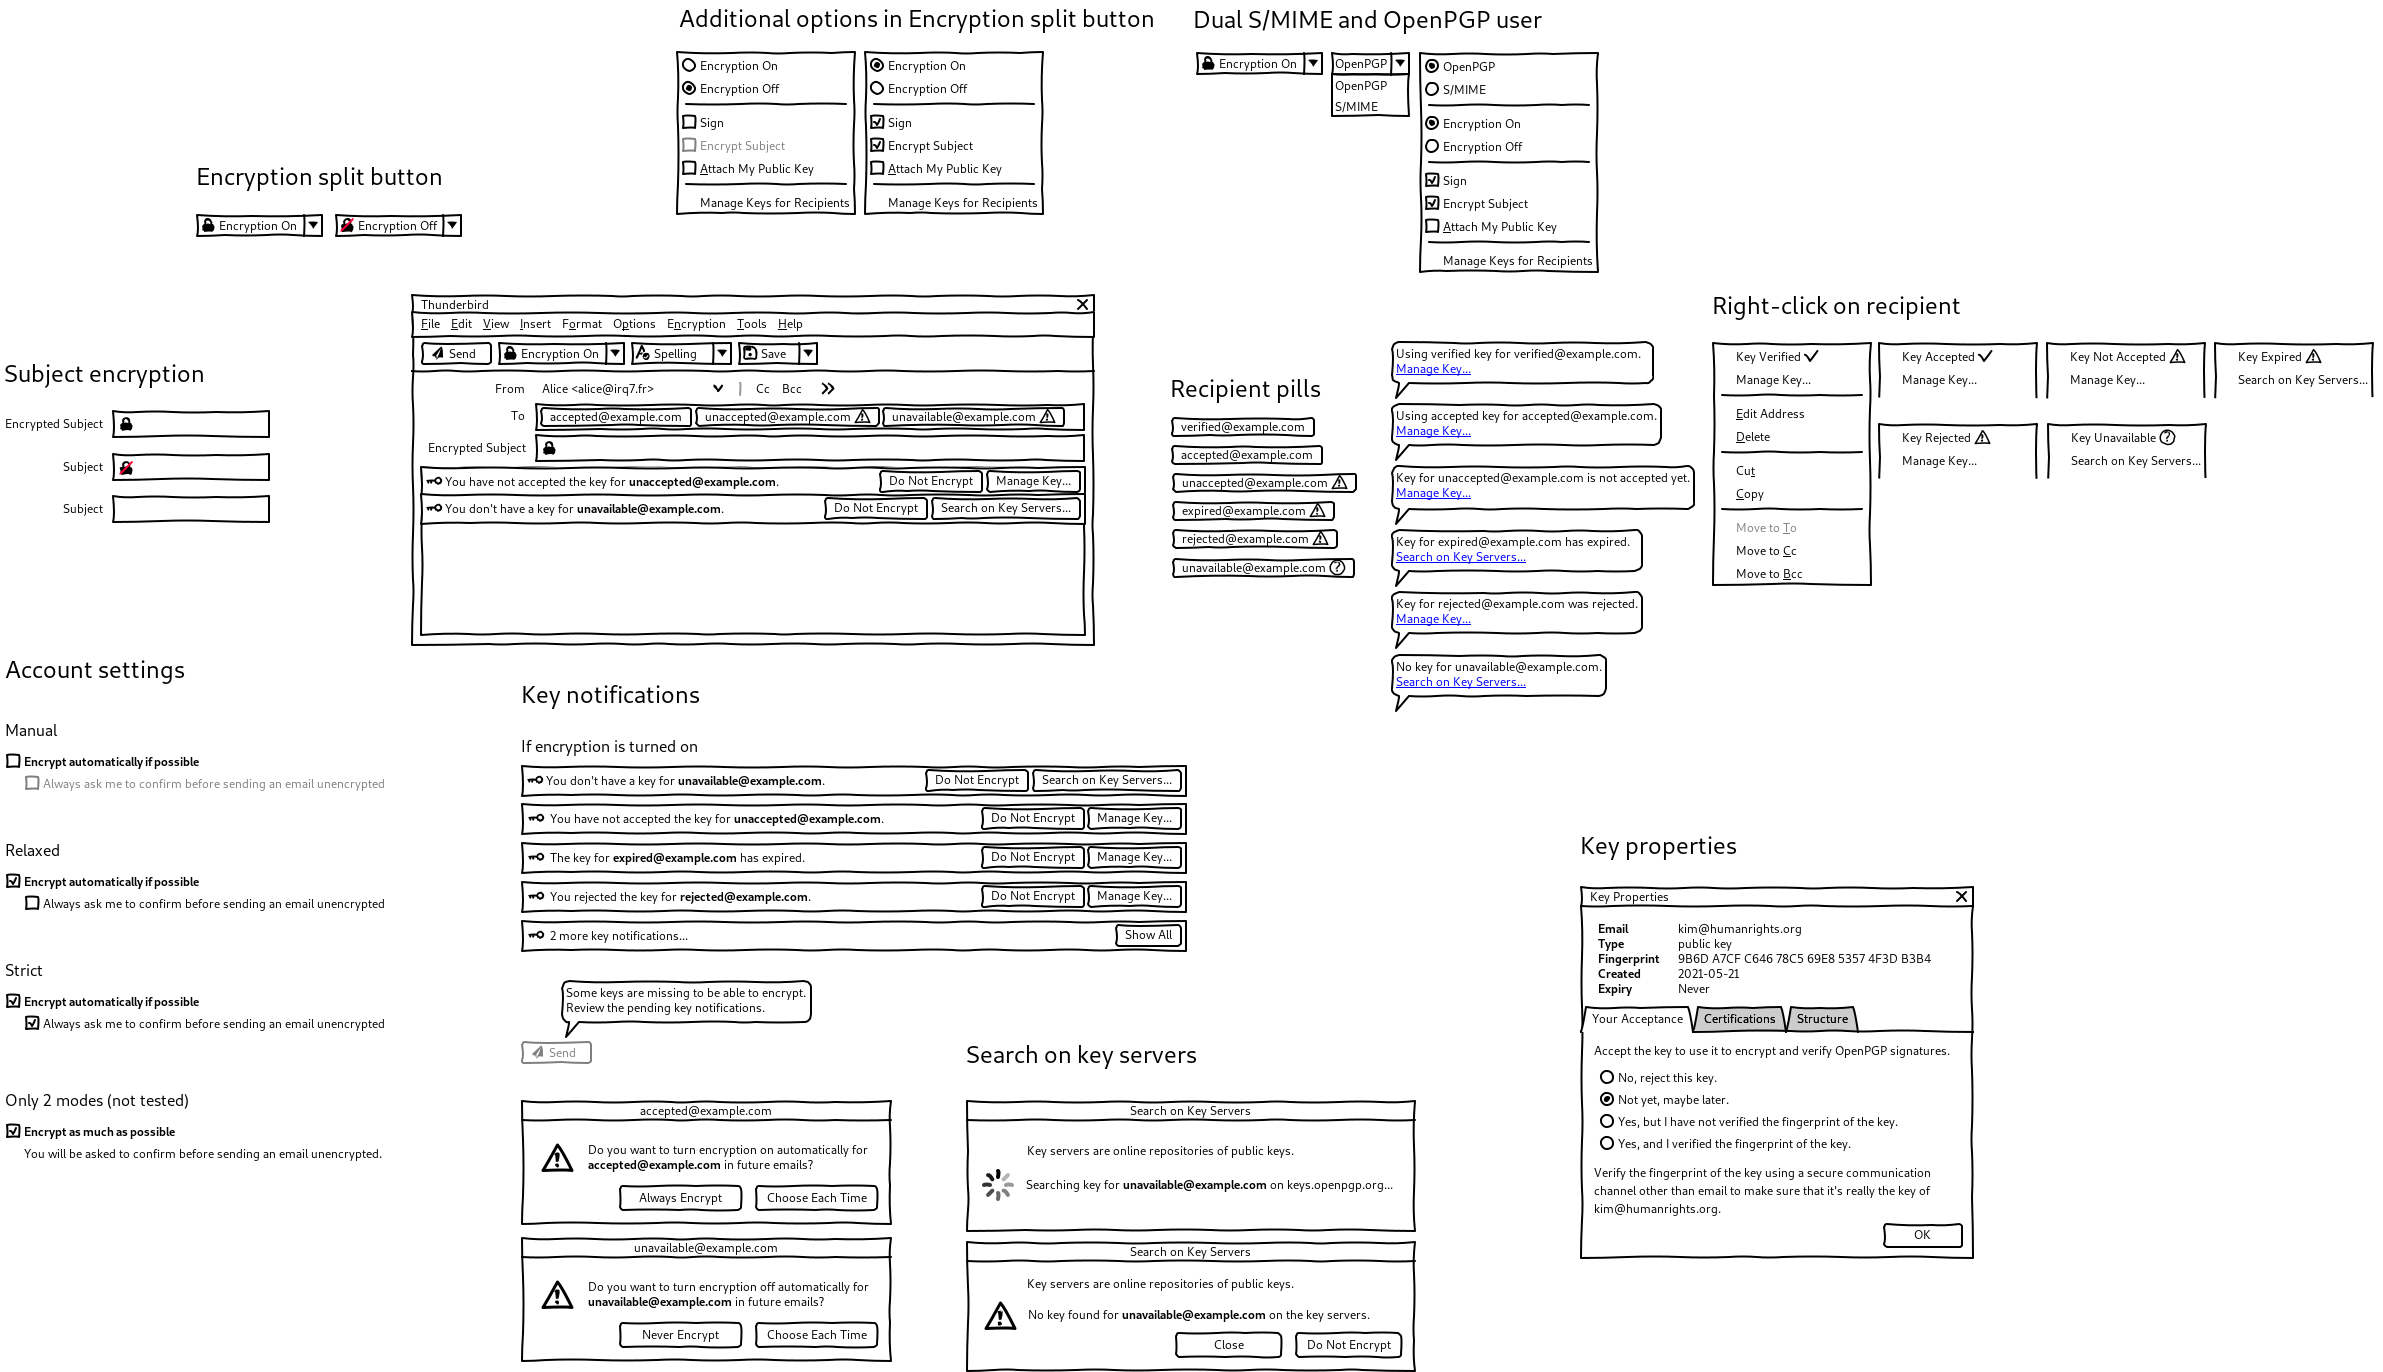 Additional options in Encryption split button
Encryption On
Encryption Off
Sign
Encrypt Subject
Attach My Public Key
Manage Keys for Recipients
Encryption On
Encryption Off
Sign
Encrypt Subject
Attach My Public Key
Manage Keys for Recipients
Dual S/MIME and OpenPGP user
Encryption On
OpenPGP
OpenPGP
S/MIME
OpenPGP
S/MIME
Encryption On
Encryption Off
Sign
Encrypt Subject
Attach My Public Key
Manage Keys for Recipients
Encryption split button
Encryption On
Encryption Off
Subject encryption
Encrypted Subject
Subject
Subject
Thunderbird
File Edit View Insert Format Options Encryption Tools Help
Send Encryption On Spelling Save
From Alice <alice@irq7.fr> | Cc Bcc
To accepted@example.com unaccepted@example.com unavailable@example.com
Encrypted Subject
You have not accepted the key for unaccepted@example.com. Do Not Encrypt Manage Key...
You don't have a key for unavailable@example.com. Do Not Encrypt Search on Key Servers...
Recipient pills
verified@example.com
accepted@example.com
unaccepted@example.com
expired@example.com
rejected@example.com
unavailable@example.com
Using verified key for verified@example.com.
Manage Key...
Using accepted key for accepted@example.com.
Manage Key...
Key for unaccepted@example.com is not accepted yet.
Manage Key...
Key for expired@example.com has expired.
Search on Key Servers...
Key for rejected@example.com was rejected.
Manage Key...
No key for unavailable@example.com.
Search on Key Servers...
Right-click on recipient
Key Verified
Manage Key...
Edit Address
Delete
Cut
Copy
Move to To
Move to Cc
Move to Bcc
Key Accepted
Manage Key...
Key Not Accepted
Manage Key...
Key Expired
Search on Key Servers...
Key Rejected
Manage Key...
Key Unavailable
Search on Key Servers...
Account settings
Manual
Encrypt automatically if possible
Always ask me to confirm before sending an email unencrypted
Relaxed
Encrypt automatically if possible
Always ask me to confirm before sending an email unencrypted
Strict
Encrypt automatically if possible
Always ask me to confirm before sending an email unencrypted
Only 2 modes (not tested)
Encrypt as much as possible
You will be asked to confirm before sending an email unencrypted.
Key notifications
If encryption is turned on
You don't have a key for unavailable@example.com. Do Not Encrypt Search on Key Servers...
You have not accepted the key for unaccepted@example.com. Do Not Encrypt Manage Key...
The key for expired@example.com has expired. Do Not Encrypt Manage Key...
You rejected the key for rejected@example.com. Do Not Encrypt Manage Key...
2 more key notifications... Show All
Some keys are missing to be able to encrypt.
Review the pending key notifications.
Send
accepted@example.com
Do you want to turn encryption on automatically for
accepted@example.com in future emails?
Always Encrypt Choose Each Time
unavailable@example.com
Do you want to turn encryption off automatically for
unavailable@example.com in future emails?
Never Encrypt Choose Each Time
Search on key servers
Search on Key Servers
Key servers are online repositories of public keys.
Searching key for unavailable@example.com on keys.openpgp.org...
Search on Key Servers
Key servers are online repositories of public keys.
No key found for unavailable@example.com on the key servers.
Close Do Not Encrypt
Key properties
Key Properties
Email kim@humanrights.org
Type public key
Fingerprint 9B6D A7CF C646 78C5 69E8 5357 4F3D B3B4
Created 2021-05-21
Expiry Never
Your Acceptance Certifications Structure
Accept the key to use it to encrypt and verify OpenPGP signatures.
No, reject this key.
Not yet, maybe later.
Yes, but I have not verified the fingerprint of the key.
Yes, and I verified the fingerprint of the key.
Verify the fingerprint of the key using a secure communication
channel other than email to make sure that it's really the key of
kim@humanrights.org.
OK